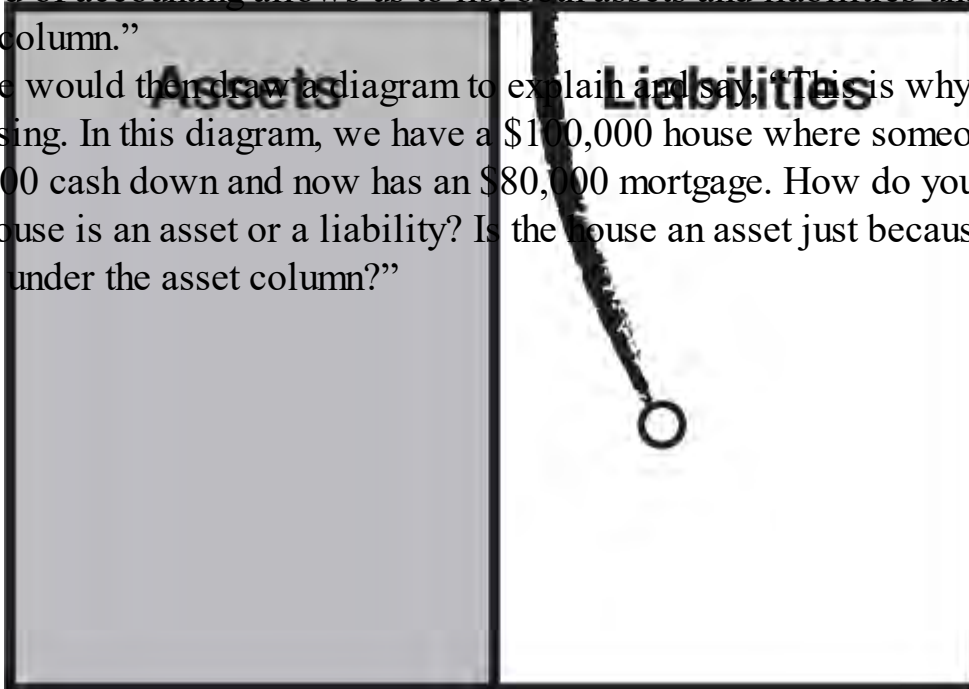 column.”
Assets Liabilities
e would then draw a diagram to explain and say, “This is why
sing. In this diagram, we have a $100,000 house where someo
00 cash down and now has an $80,000 mortgage. How do you
ouse is an asset or a liability? Is the house an asset just becaus
under the asset column?”